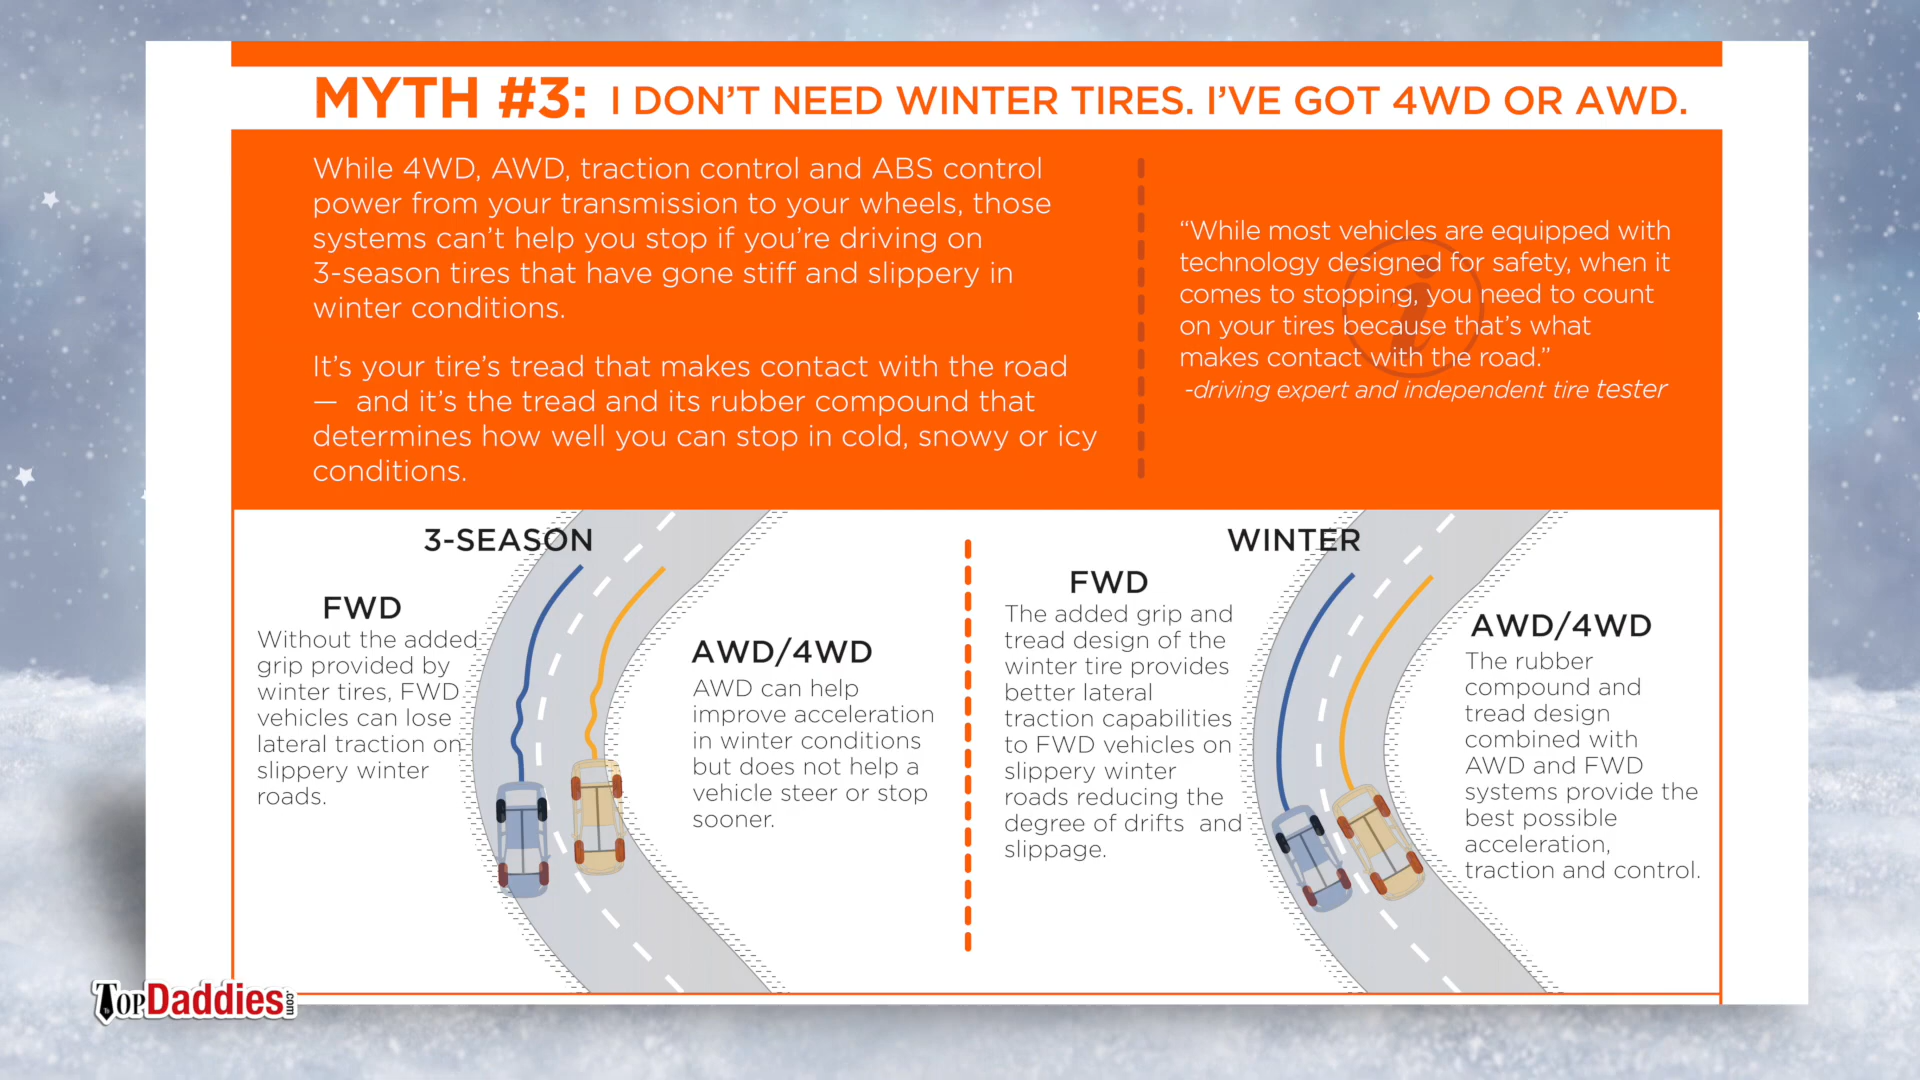 MYTH #3: I DON'T NEED WINTER TIRES. I'VE GOT 4WD OR AWD.
While 4WD, AWD, traction control and ABS control
power from your transmission to your wheels, those
systems can't help you stop if you're driving on
3-season tires that have gone stiff and slippery in
winter conditions.
It's your tire's tread that makes contact with the road
— and it's the tread and its rubber compound that
determines how well you can stop in cold, snowy or icy
conditions.
“While most vehicles are equipped with
technology designed for safety, when it
comes to stopping, you need to count
on your tires because that's what
makes contact with the road.”
-driving expert and independent tire tester
3-SEASON
FWD
Without the added
grip provided by
winter tires, FWD
vehicles can lose
lateral traction on
slippery winter
roads.
AWD/4WD
AWD can help
improve acceleration
in winter conditions
but does not help a
vehicle steer or stop
sooner.
WINTER
FWD
The added grip and
tread design of the
winter tire provides
better lateral
traction capabilities
to FWD vehicles on
slippery winter
roads reducing the
degree of drifts and
slippage.
AWD/4WD
The rubber
compound and
tread design
combined with
AWD and FWD
systems provide the
best possible
acceleration,
traction and control.
TopDaddies.com